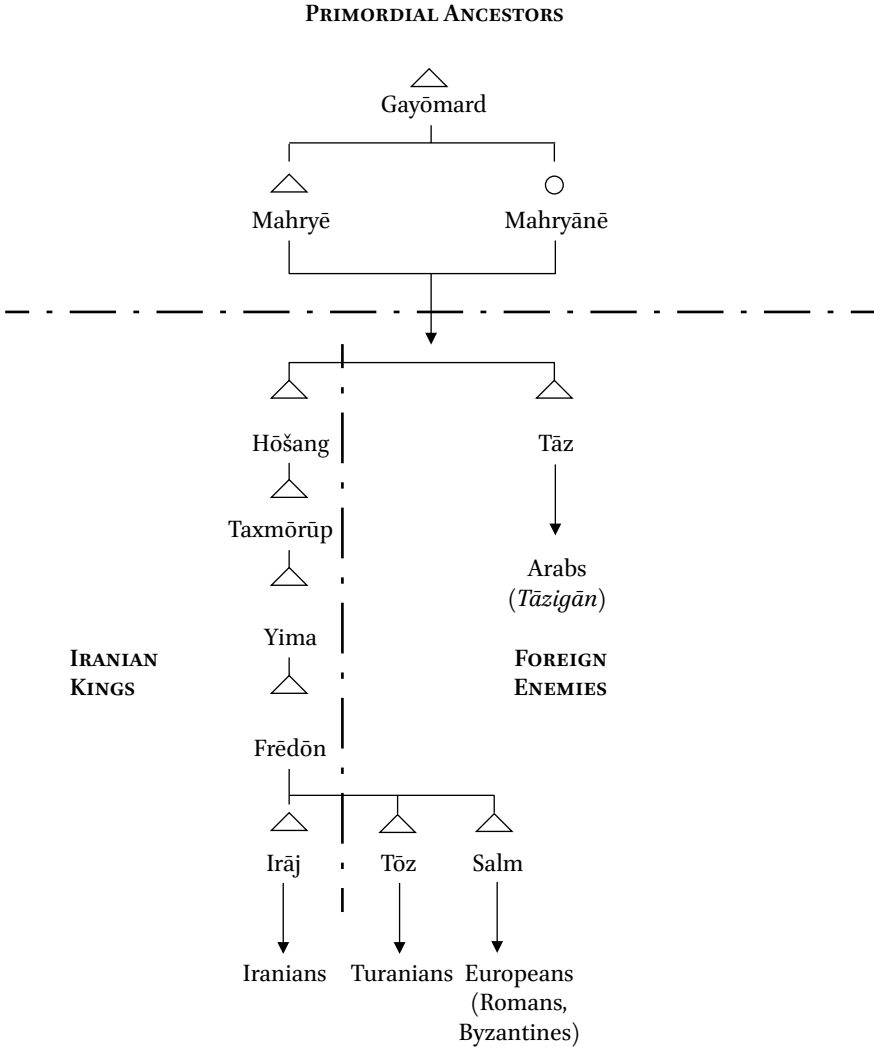 PRIMORDIAL ANCESTORS
Gayōmard
Mahryē
Mahryānē
Hōšang
Tāz
Taxmōrūp
Arabs
(Tāzigān)
Yima
IRANIAN
KINGS
FOREIGN
ENEMIES
Frēdōn
Irāj
Tōz
Salm
Iranians
Turanians
Europeans
(Romans,
Byzantines)